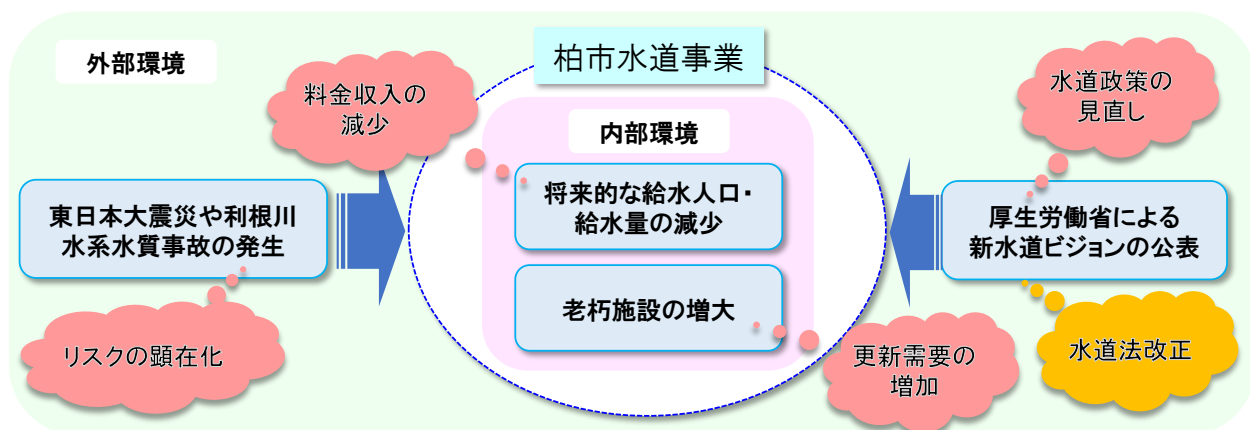 柏市水道事業
外部環境
料金収入の
減少
水道政策の
見直し
内部環境
将来的な給水人口・
給水量の減少
東日本大震災や利根川
水系水質事故の発生
厚生労働省による
新水道ビジョンの公表
老朽施設の増大
リスクの顕在化
更新需要の
増加
水道法改正